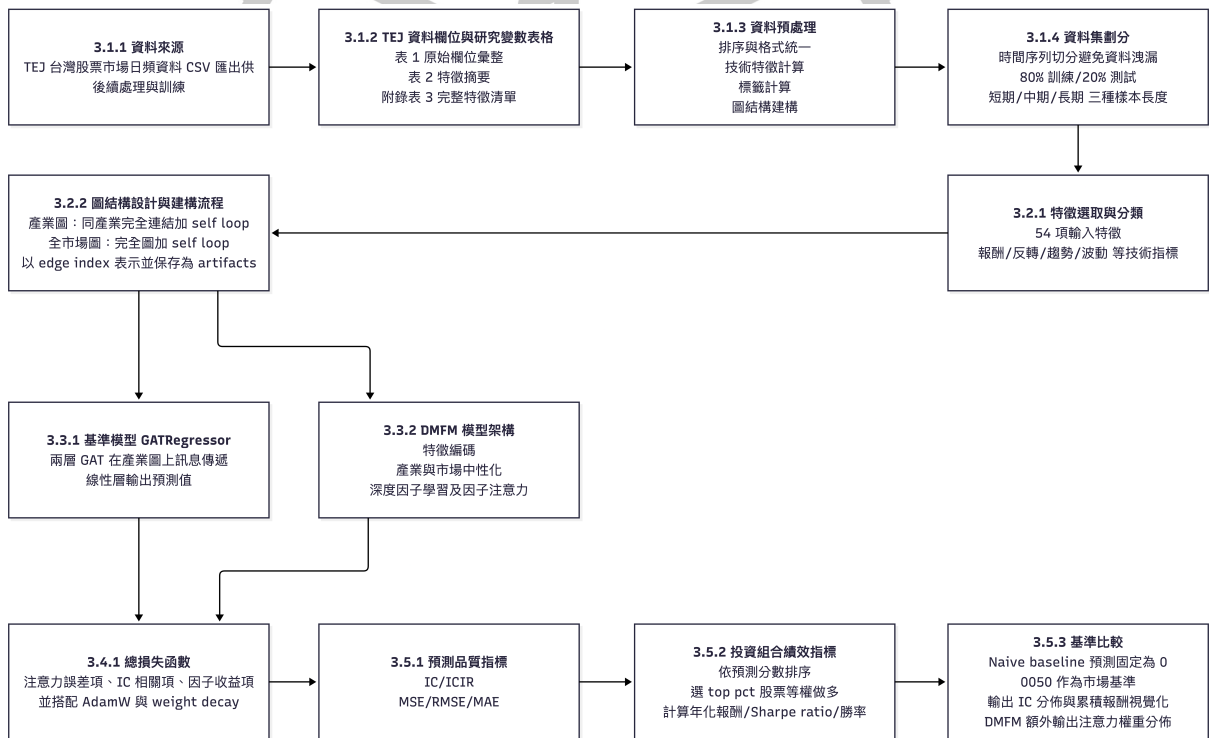 3.1.1 資料來源
TEJ 台灣股票市場日頻資料 CSV 匯出供
後續處理與訓練
3.1.2 TEJ 資料欄位與研究變數表格
表 1 原始欄位彙整
表 2 特徵摘要
附錄表 3 完整特徵清單
3.1.3 資料預處理
排序與格式統一
技術特徵計算
標籤計算
圖結構建構
3.1.4 資料集劃分
時間序列切分避免資料洩漏
80% 訓練/20% 測試
短期/中期/長期 三種樣本長度
3.2.2 圖結構設計與建構流程
產業圖：同產業完全連結加 self loop
全市場圖：完全圖加 self loop
以 edge index 表示並保存為 artifacts
3.2.1 特徵選取與分類
54 項輸入特徵
報酬/反轉/趨勢/波動 等技術指標
3.3.1 基準模型 GATRegressor
兩層 GAT 在產業圖上訊息傳遞
線性層輸出預測值
3.3.2 DMFM 模型架構
特徵編碼
產業與市場中性化
深度因子學習及因子注意力
3.4.1 總損失函數
注意力誤差項、IC 相關項、因子收益項
並搭配 AdamW 與 weight decay
3.5.1 預測品質指標
IC/ICIR
MSE/RMSE/MAE
3.5.2 投資組合績效指標
依預測分數排序
選 top pct 股票等權做多
計算年化報酬/Sharpe ratio/勝率
3.5.3 基準比較
Naive baseline 預測固定為 0
0050 作為市場基準
輸出 IC 分佈與累積報酬視覺化
DMFM 額外輸出注意力權重分佈